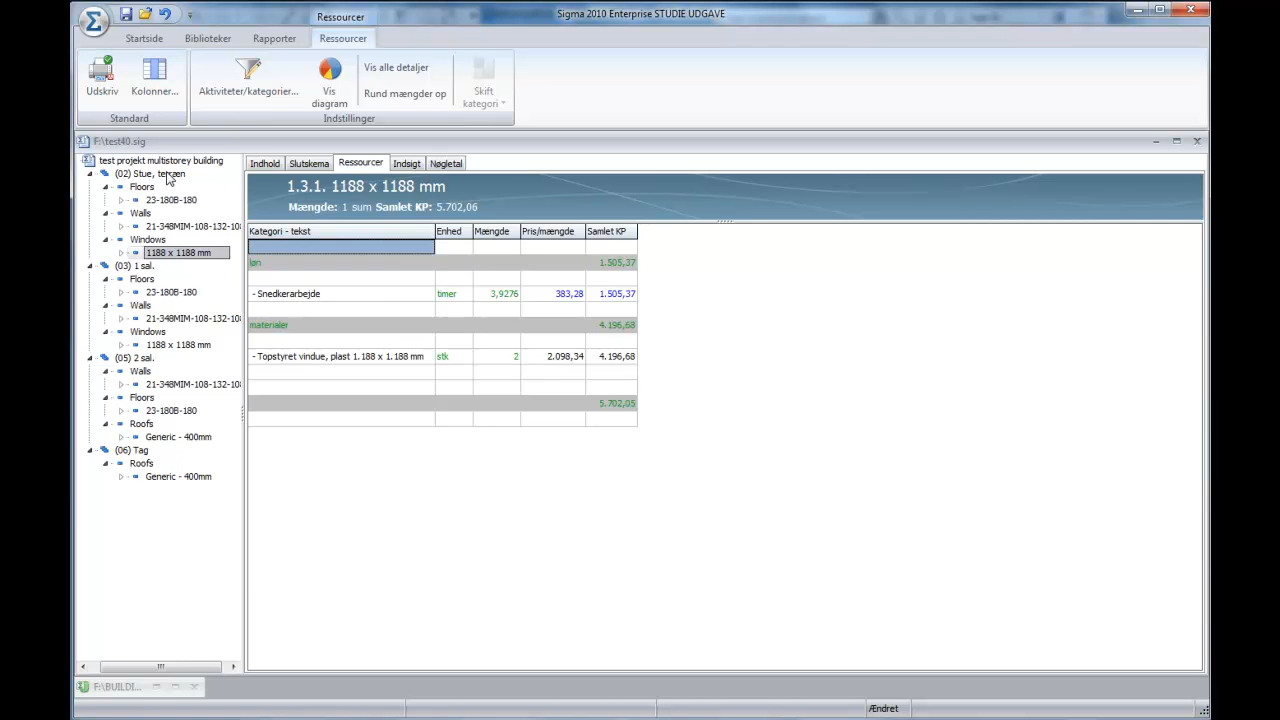 Ressourcer
Sigma 2010 Enterprise STUDIE UDGAVE
Startside Biblioteker Rapporter Ressourcer
Udskriv Kolonner... Aktiviteter/kategorier... Vis diagram Vis alle detaljer Rund mængder op Skift kategori
Standard Indstillinger
F:\test40.sig
test projekt multistorey building
(02) Stue, terræn
Floors
23-180B-180
Walls
21-348MIM-108-132-108
Windows
1188 x 1188 mm
(03) 1 sal.
Floors
23-180B-180
Walls
21-348MIM-108-132-108
Windows
1188 x 1188 mm
(05) 2 sal.
Walls
21-348MIM-108-132-108
Floors
23-180B-180
Roofs
Generic - 400mm
(06) Tag
Roofs
Generic - 400mm
Indhold Slutskema Ressourcer Indsigt Nøgletal
1.3.1. 1188 x 1188 mm
Mængde: 1 sum Samlet KP: 5.702,06
Kategori - tekst Enhed Mængde Pris/mængde Samlet KP
løn 1.505,37
- Snedkerarbejde timer 3,9276 383,28 1.505,37
materialer 4.196,68
- Topstyret vindue, plast 1.188 x 1.188 mm stk 2 2.098,34 4.196,68
5.702,05
F:\BUILDI...
Ændret